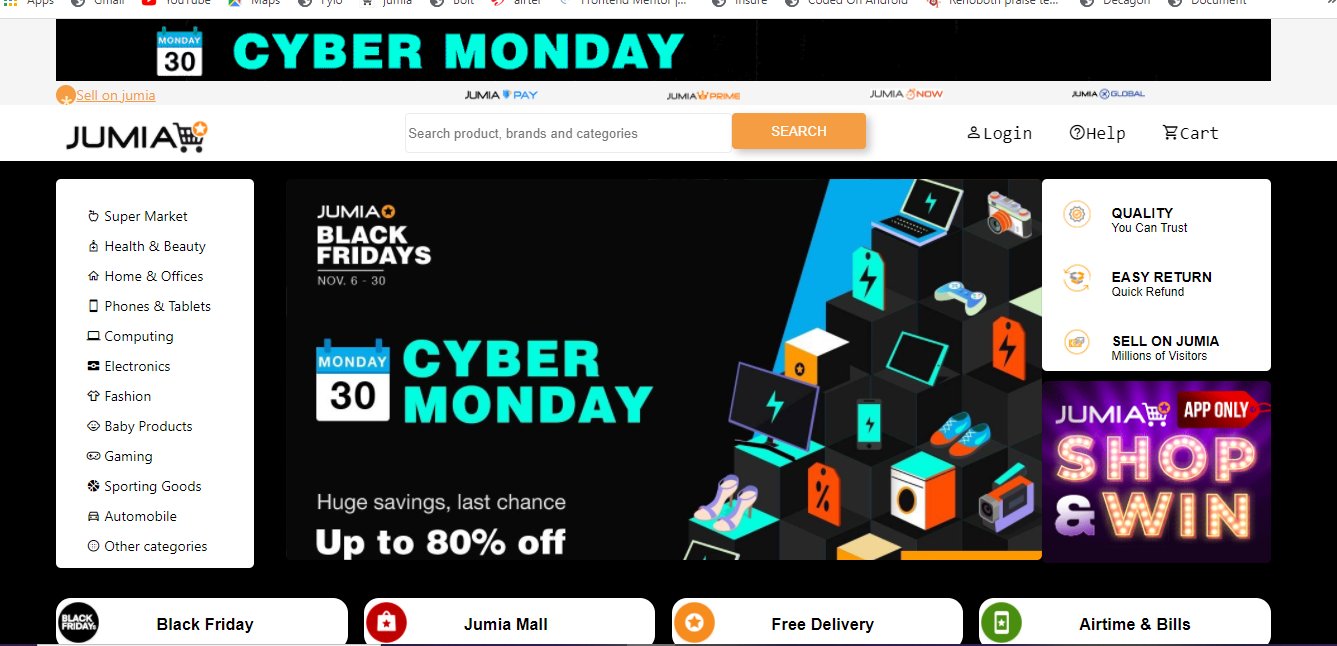 Apps Gmail YouTube Maps Fylo jumia Bolt airtel Frontend Mentor |... Insure Coded On Android Kenoboth praise te... Decagon Document
MONDAY
30
CYBER MONDAY
Sell on jumia
JUMIA PAY
JUMIA PRIME
JUMIA NOW
JUMIA GLOBAL
JUMIA
Search product, brands and categories
SEARCH
Login
Help
Cart
Super Market
Health & Beauty
Home & Offices
Phones & Tablets
Computing
Electronics
Fashion
Baby Products
Gaming
Sporting Goods
Automobile
Other categories
JUMIA
BLACK
FRIDAYS
NOV. 6 - 30
MONDAY
30
CYBER
MONDAY
Huge savings, last chance
Up to 80% off
%
QUALITY
You Can Trust
EASY RETURN
Quick Refund
SELL ON JUMIA
Millions of Visitors
JUMIA
APP ONLY
SHOP
& WIN
BLACK
FRIDAYS
Black Friday
Jumia Mall
Free Delivery
Airtime & Bills